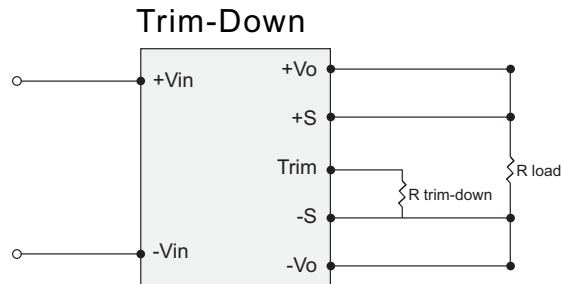 Trim-Down
+Vin
+Vo
+S
Trim
R load
R trim-down
-S
-Vin
-Vo